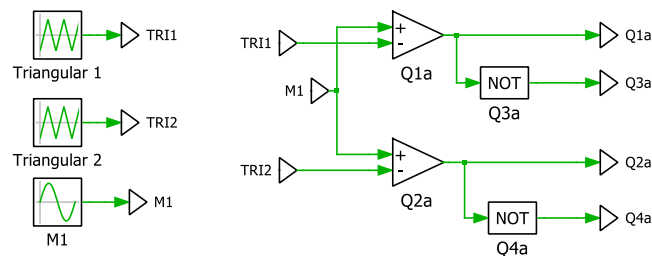 TRI1
Triangular 1
TRI2
Triangular 2
M1
M1
TRI1
M1
TRI2
+
-
Q1a
NOT
Q3a
Q1a
Q3a
+
-
Q2a
NOT
Q4a
Q2a
Q4a